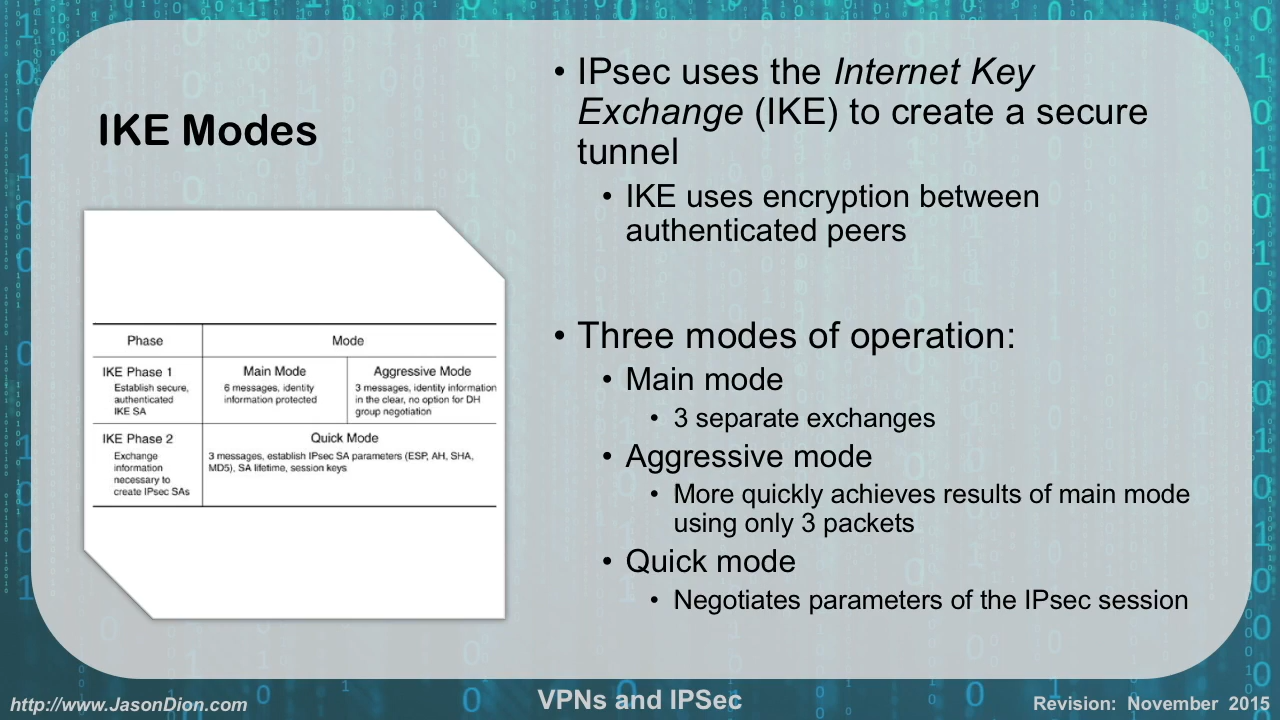 IKE Modes
• IPsec uses the Internet Key
Exchange (IKE) to create a secure
tunnel
• IKE uses encryption between
authenticated peers
• Three modes of operation:
• Main mode
• 3 separate exchanges
• Aggressive mode
• More quickly achieves results of main mode
using only 3 packets
• Quick mode
• Negotiates parameters of the IPsec session
Phase
Mode
IKE Phase 1
Establish secure,
authenticated
IKE SA
Main Mode
6 messages, identity
information protected
Aggressive Mode
3 messages, identity information
in the clear, no option for DH
group negotiation
IKE Phase 2
Exchange
information
necessary to
create IPsec SAs
Quick Mode
3 messages, establish IPsec SA parameters (ESP, AH, SHA,
MD5), SA lifetime, session keys
http://www.JasonDion.com
VPNs and IPSec
Revision: November 2015